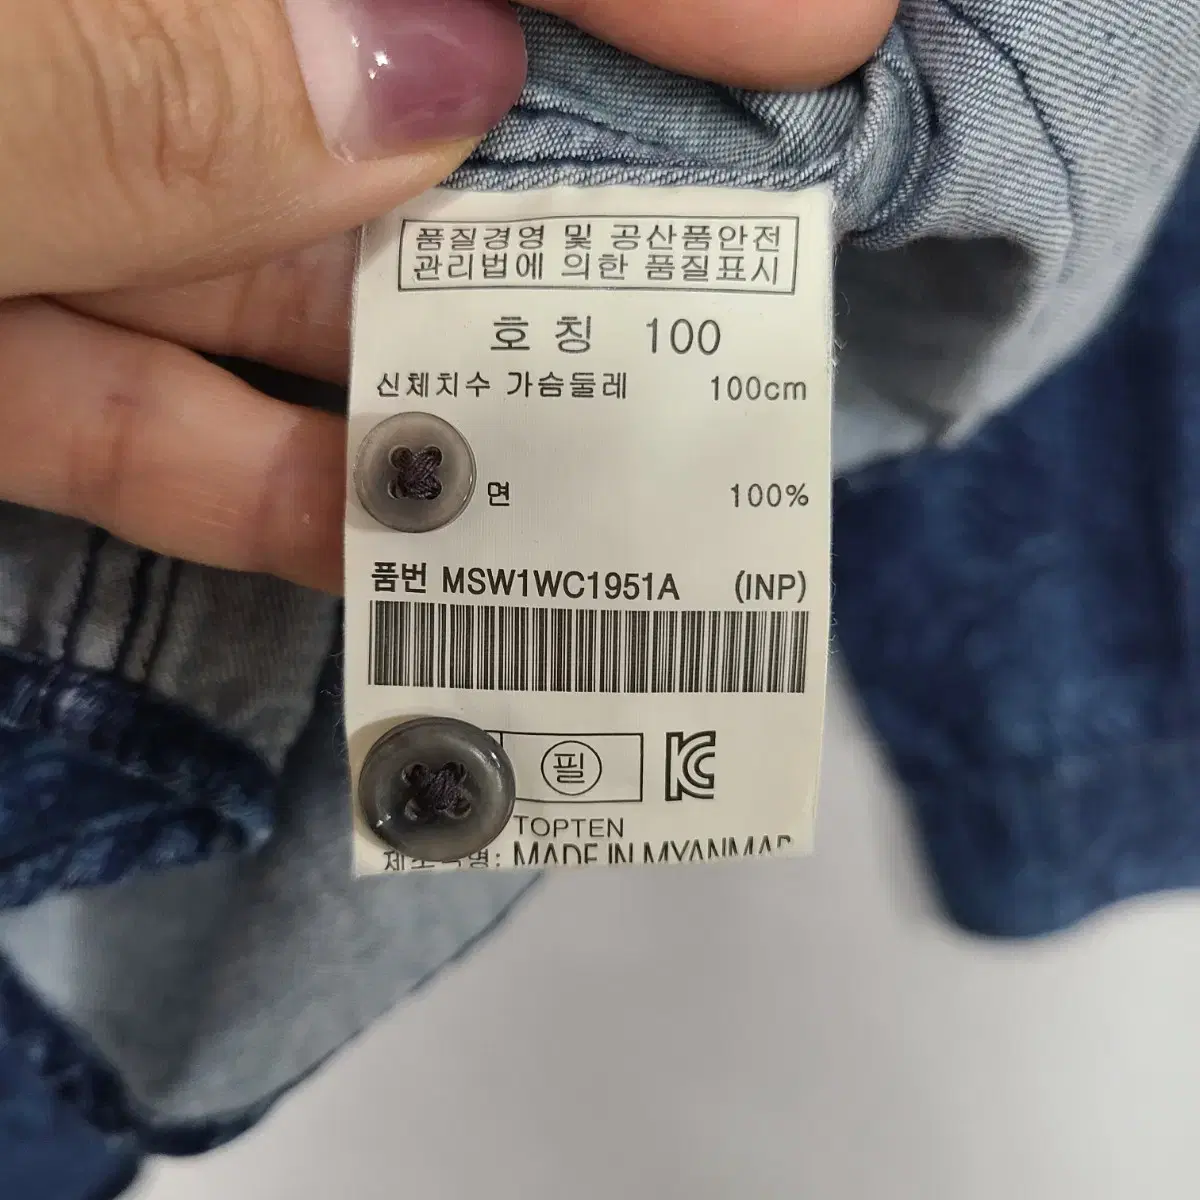 품질경영 및 공산품안전
관리법에 의한 품질표시
호 칭 100
신체치수 가슴둘레 100cm
면 100%
품번 MSW1WC1951A (INP)
필 KC
TOPTEN
MADE IN MYANMAR